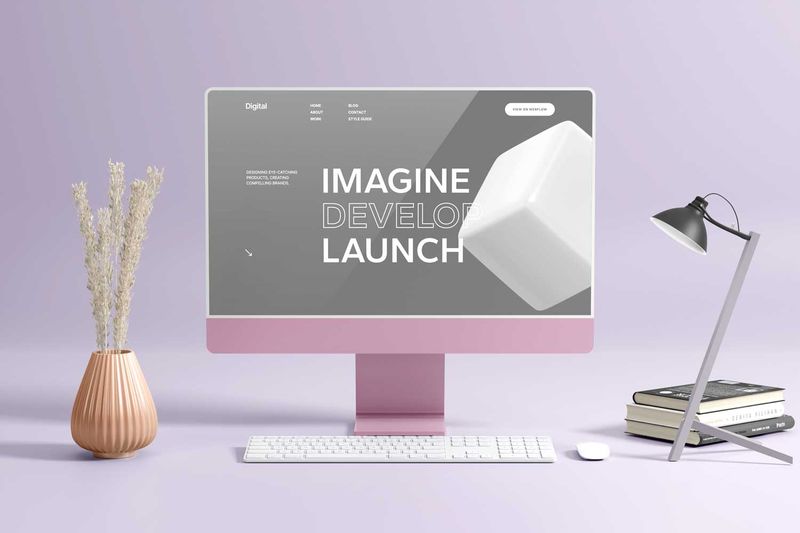 Digital
HOME
ABOUT
WORK
BLOG
CONTACT
STYLE GUIDE
VIEW ON WEBFLOW
DESIGNING EYE-CATCHING
PRODUCTS, CREATING
COMPELLING BRANDS.
IMAGINE
DEVELOP
LAUNCH